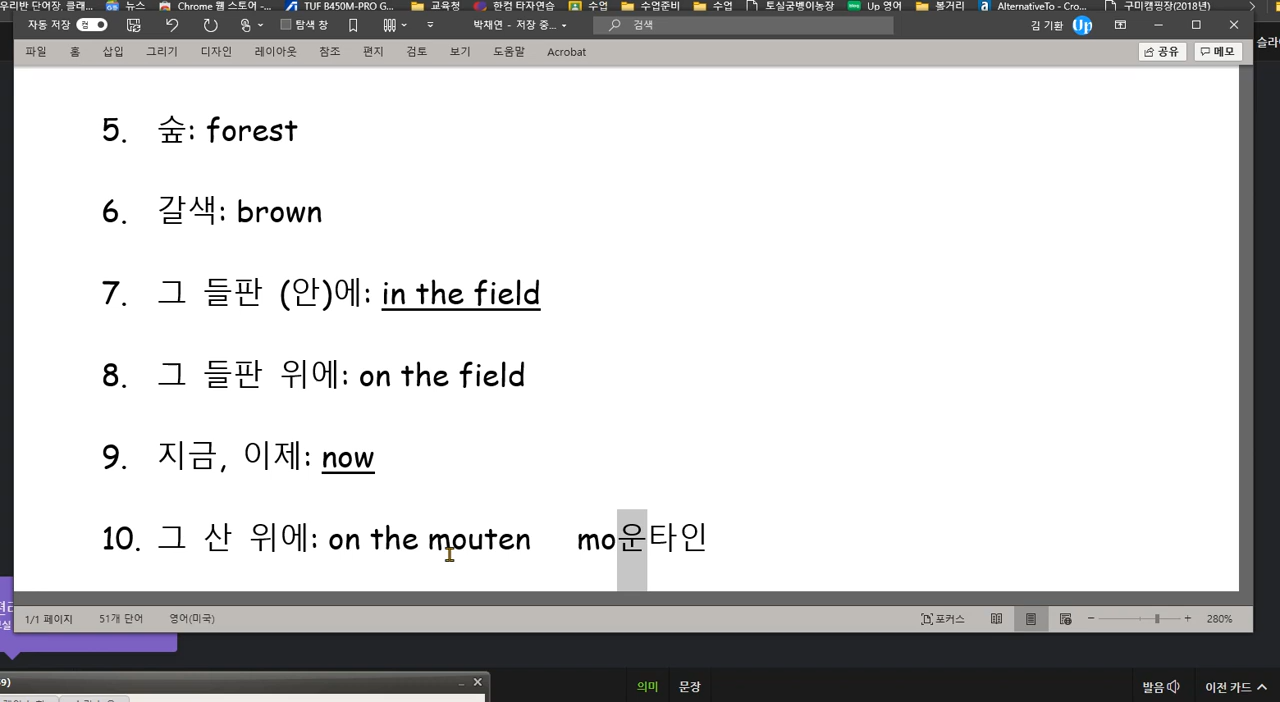 우리반 단어장, 클래... 뉴스 Chrome 웹 스토어 -... TUF B450M-PRO G... 교육청 한컴 타자연습 수업 수업준비 수업 토실굼벵이농장 Up 영어 볼거리 AlternativeTo - Cro... 구미캠핑장(2018년)
자동 저장 컴 탐색 창 박채연 - 저장 중... 검색 김 기환 Up
파일 홈 삽입 그리기 디자인 레이아웃 참조 편지 검토 보기 도움말 Acrobat 공유 메모
5. 숲: forest
6. 갈색: brown
7. 그 들판 (안)에: in the field
8. 그 들판 위에: on the field
9. 지금, 이제: now
10. 그 산 위에: on the mouten mo운타인
1/1 페이지 51개 단어 영어(미국) 포커스 280%
의미 문장 발음 이전 카드